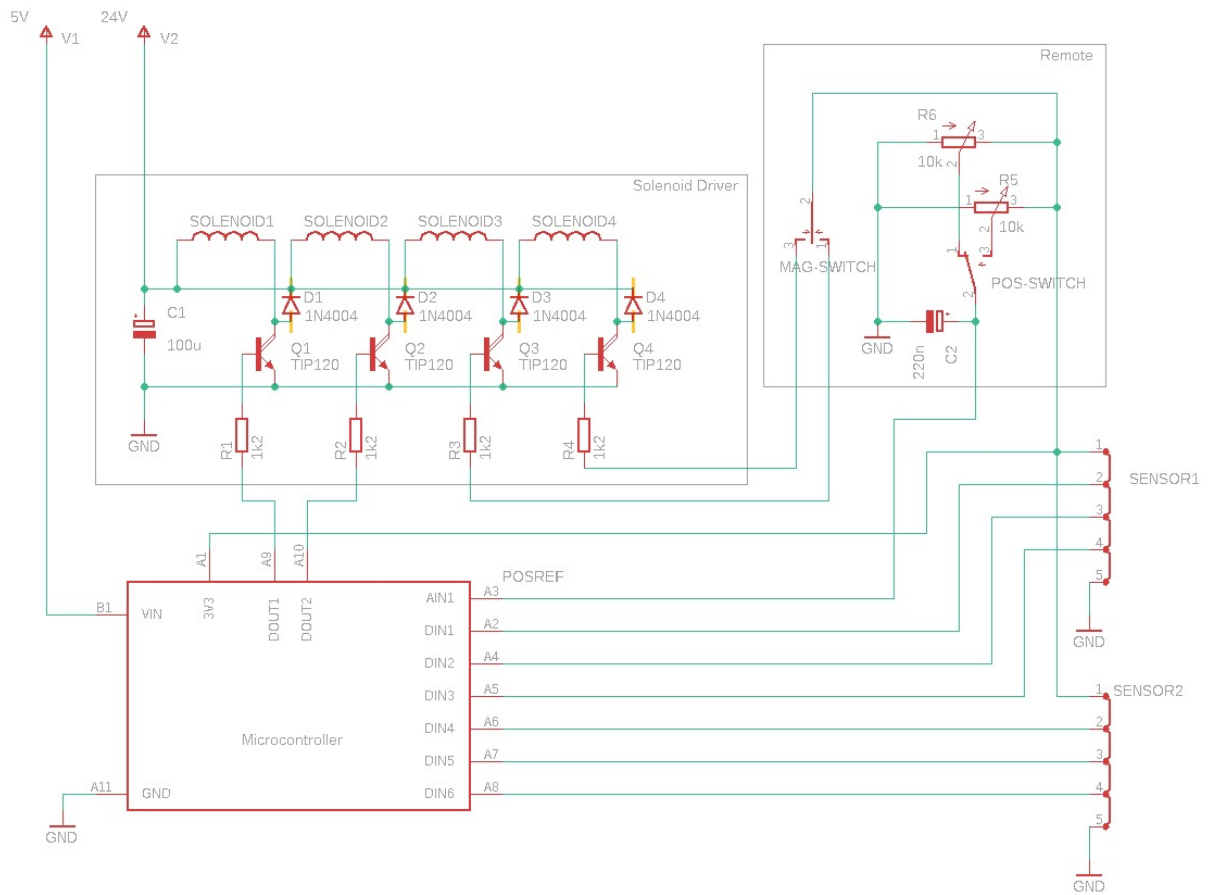 5V
V1
24V
V2
Remote
R6
1
3
10k
2
R5
1
3
2
10k
2
3
1
MAG-SWITCH
1
3
POS-SWITCH
2
GND
220n
C2
Solenoid Driver
SOLENOID1
SOLENOID2
SOLENOID3
SOLENOID4
C1
100u
D1
1N4004
D2
1N4004
D3
1N4004
D4
1N4004
Q1
TIP120
Q2
TIP120
Q3
TIP120
Q4
TIP120
GND
R1
1k2
R2
1k2
R3
1k2
R4
1k2
A1
A9
A10
POSREF
B1
VIN
3V3
DOUT1
DOUT2
AIN1
A3
DIN1
A2
DIN2
A4
DIN3
A5
DIN4
A6
DIN5
A7
DIN6
A8
Microcontroller
A11
GND
GND
1
SENSOR1
2
3
4
5
GND
1
SENSOR2
2
3
4
5
GND